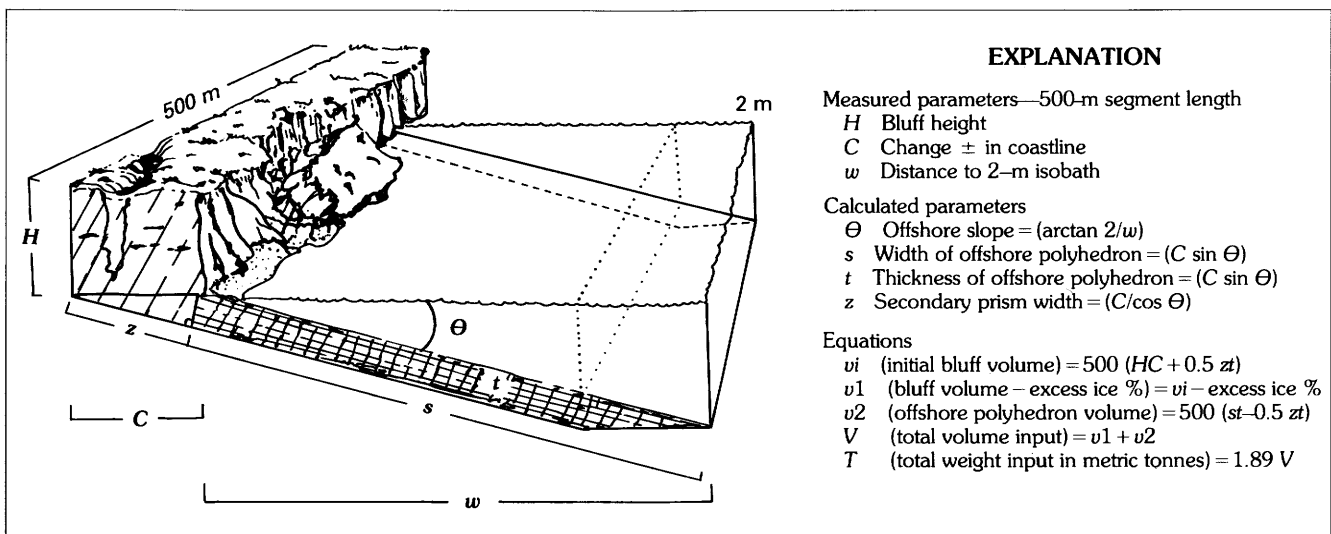 500 m
2 m
H
θ
z
t
s
C
w
EXPLANATION
Measured parameters—500-m segment length
H Bluff height
C Change ± in coastline
w Distance to 2-m isobath
Calculated parameters
Θ Offshore slope = (arctan 2/w)
s Width of offshore polyhedron = (C sin Θ)
t Thickness of offshore polyhedron = (C sin Θ)
z Secondary prism width = (C/cos Θ)
Equations
vi (initial bluff volume) = 500 (HC + 0.5 zt)
v1 (bluff volume – excess ice %) = vi – excess ice %
v2 (offshore polyhedron volume) = 500 (st–0.5 zt)
V (total volume input) = v1 + v2
T (total weight input in metric tonnes) = 1.89 V